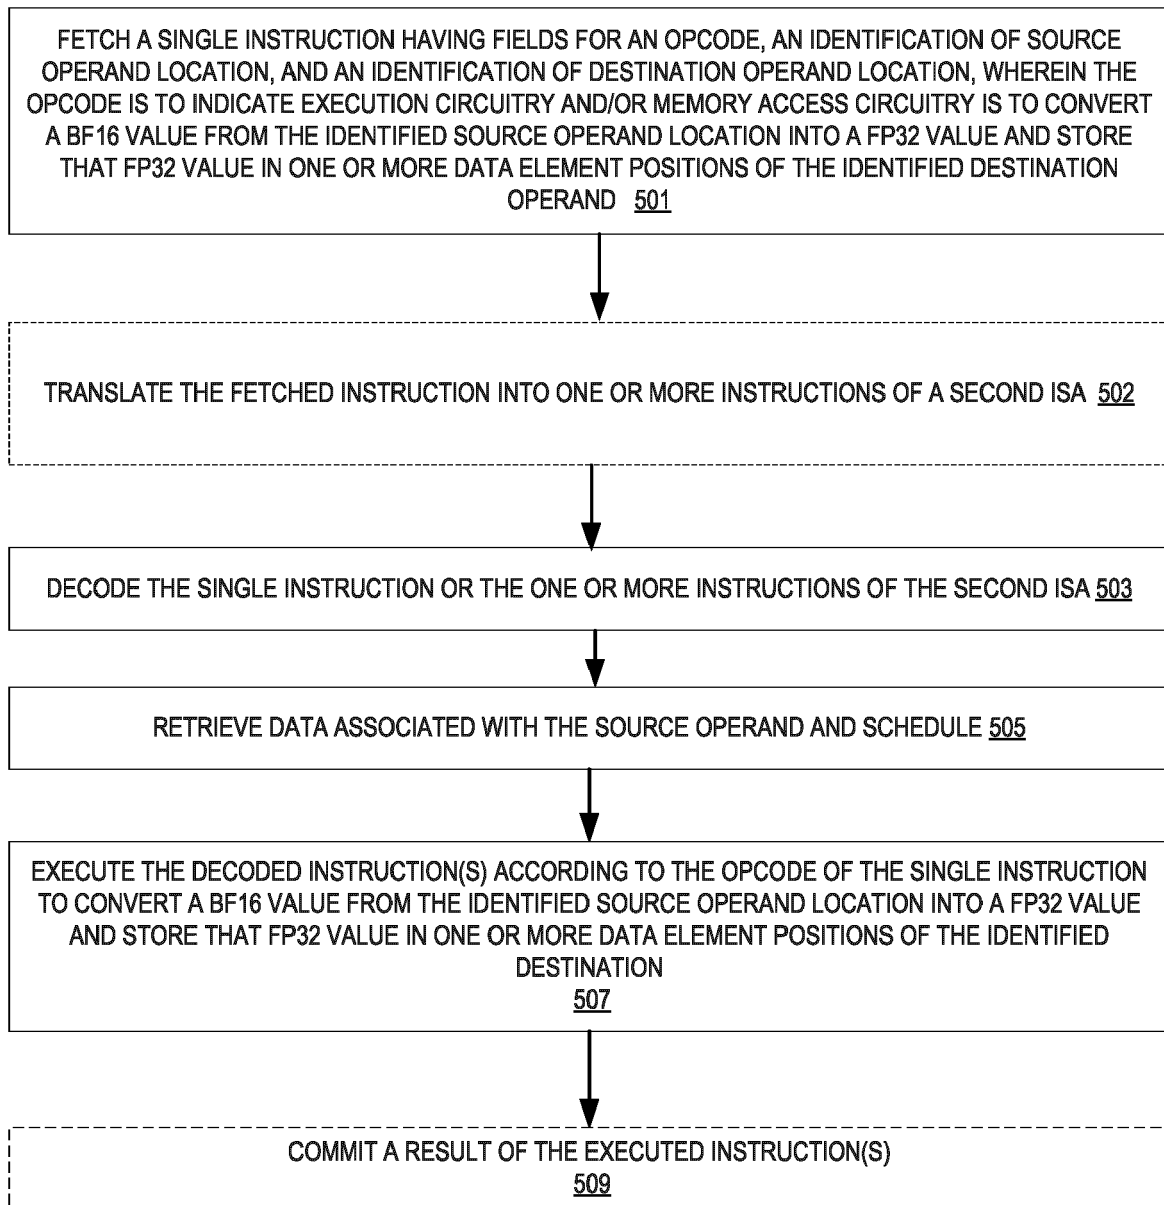 FETCH A SINGLE INSTRUCTION HAVING FIELDS FOR AN OPCODE, AN IDENTIFICATION OF SOURCE
OPERAND LOCATION, AND AN IDENTIFICATION OF DESTINATION OPERAND LOCATION, WHEREIN THE
OPCODE IS TO INDICATE EXECUTION CIRCUITRY AND/OR MEMORY ACCESS CIRCUITRY IS TO CONVERT
A BF16 VALUE FROM THE IDENTIFIED SOURCE OPERAND LOCATION INTO A FP32 VALUE AND STORE
THAT FP32 VALUE IN ONE OR MORE DATA ELEMENT POSITIONS OF THE IDENTIFIED DESTINATION
OPERAND 501
TRANSLATE THE FETCHED INSTRUCTION INTO ONE OR MORE INSTRUCTIONS OF A SECOND ISA 502
DECODE THE SINGLE INSTRUCTION OR THE ONE OR MORE INSTRUCTIONS OF THE SECOND ISA 503
RETRIEVE DATA ASSOCIATED WITH THE SOURCE OPERAND AND SCHEDULE 505
EXECUTE THE DECODED INSTRUCTION(S) ACCORDING TO THE OPCODE OF THE SINGLE INSTRUCTION
TO CONVERT A BF16 VALUE FROM THE IDENTIFIED SOURCE OPERAND LOCATION INTO A FP32 VALUE
AND STORE THAT FP32 VALUE IN ONE OR MORE DATA ELEMENT POSITIONS OF THE IDENTIFIED
DESTINATION
507
COMMIT A RESULT OF THE EXECUTED INSTRUCTION(S)
509